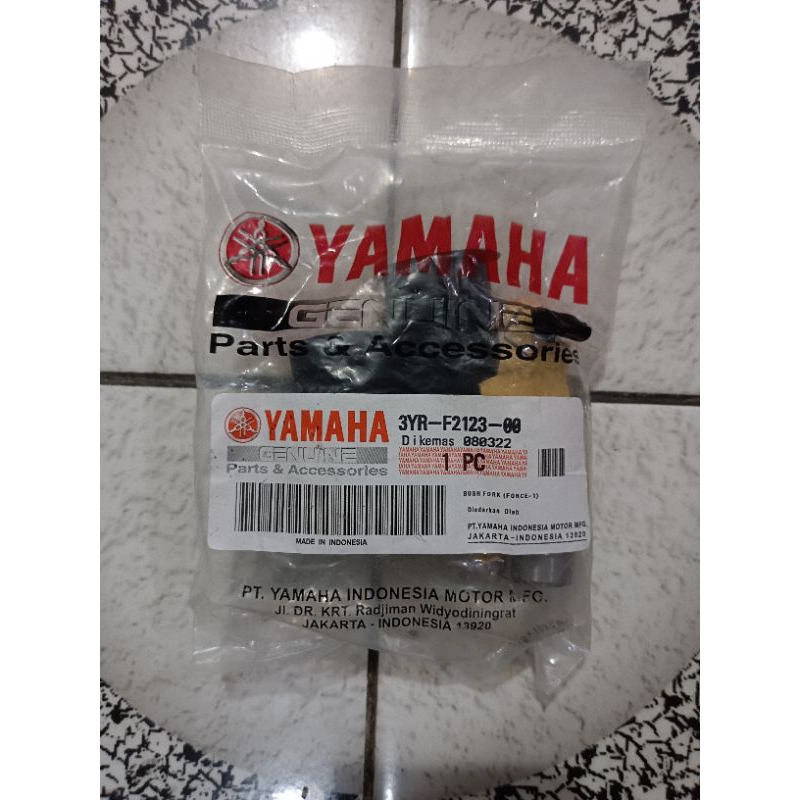 YAMAHA
GENUINE
Parts & Accessories
YAMAHA
GENUINE
Parts & Accessories
3YR-F2123-00
Dikemas 080322
1 PC
MADE IN INDONESIA
BUSH FORK (FORCE-1)
Diedarkan Oleh
PT.YAMAHA INDONESIA MOTOR MFG.
JAKARTA-INDONESIA 13920
PT. YAMAHA INDONESIA MOTOR MFG.
Jl. DR. KRT. Radjiman Widyodiningrat
JAKARTA - INDONESIA 13920